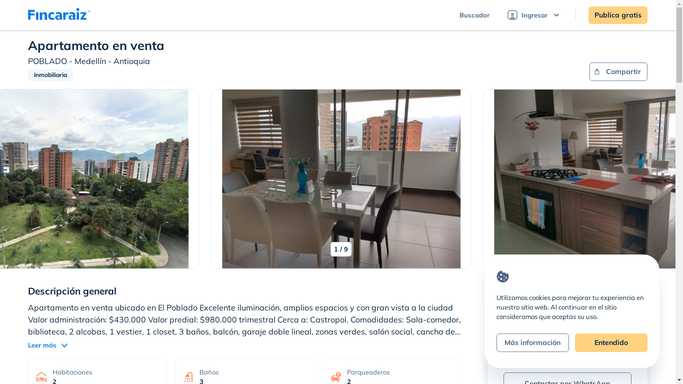 Fincaraiz
Buscador
Ingresar
Publica gratis
Apartamento en venta
POBLADO - Medellín - Antioquia
Inmobiliaria
Compartir
1 / 9
Descripción general
Apartamento en venta ubicado en El Poblado Excelente iluminación, amplios espacios y con gran vista a la ciudad
Valor administración: $430.000 Valor predial: $980.000 trimestral Cerca a: Castropol, Comodidades: Sala-comedor,
biblioteca, 2 alcobas, 1 vestier, 1 closet, 3 baños, balcón, garaje doble lineal, zonas verdes, salón social, cancha de...
Leer más
Habitaciones
2
Baños
3
Parqueaderos
2
Utilizamos cookies para mejorar tu experiencia en
nuestro sitio web. Al continuar en el sitio
consideramos que aceptas su uso.
Más información
Entendido
Contactar por WhatsApp